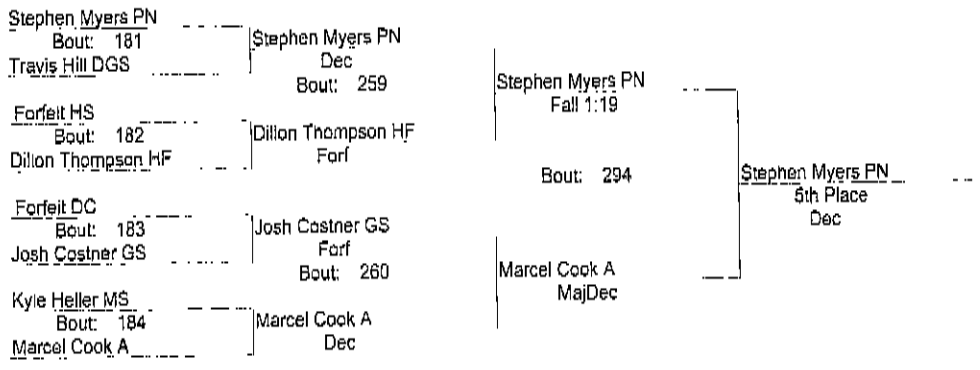 Stephen Myers PN
Bout: 181
Travis Hill DGS
Stephen Myers PN
Dec
Bout: 259
Forfeit HS
Bout: 182
Dillon Thompson HF
Dillon Thompson HF
Forf
Forfeit DC
Bout: 183
Josh Costner GS
Josh Costner GS
Forf
Bout: 260
Kyle Heller MS
Bout: 184
Marcel Cook A
Marcel Cook A
Dec
Stephen Myers PN
Fall 1:19
Bout: 294
Marcel Cook A
MajDec
Stephen Myers PN
5th Place
Dec